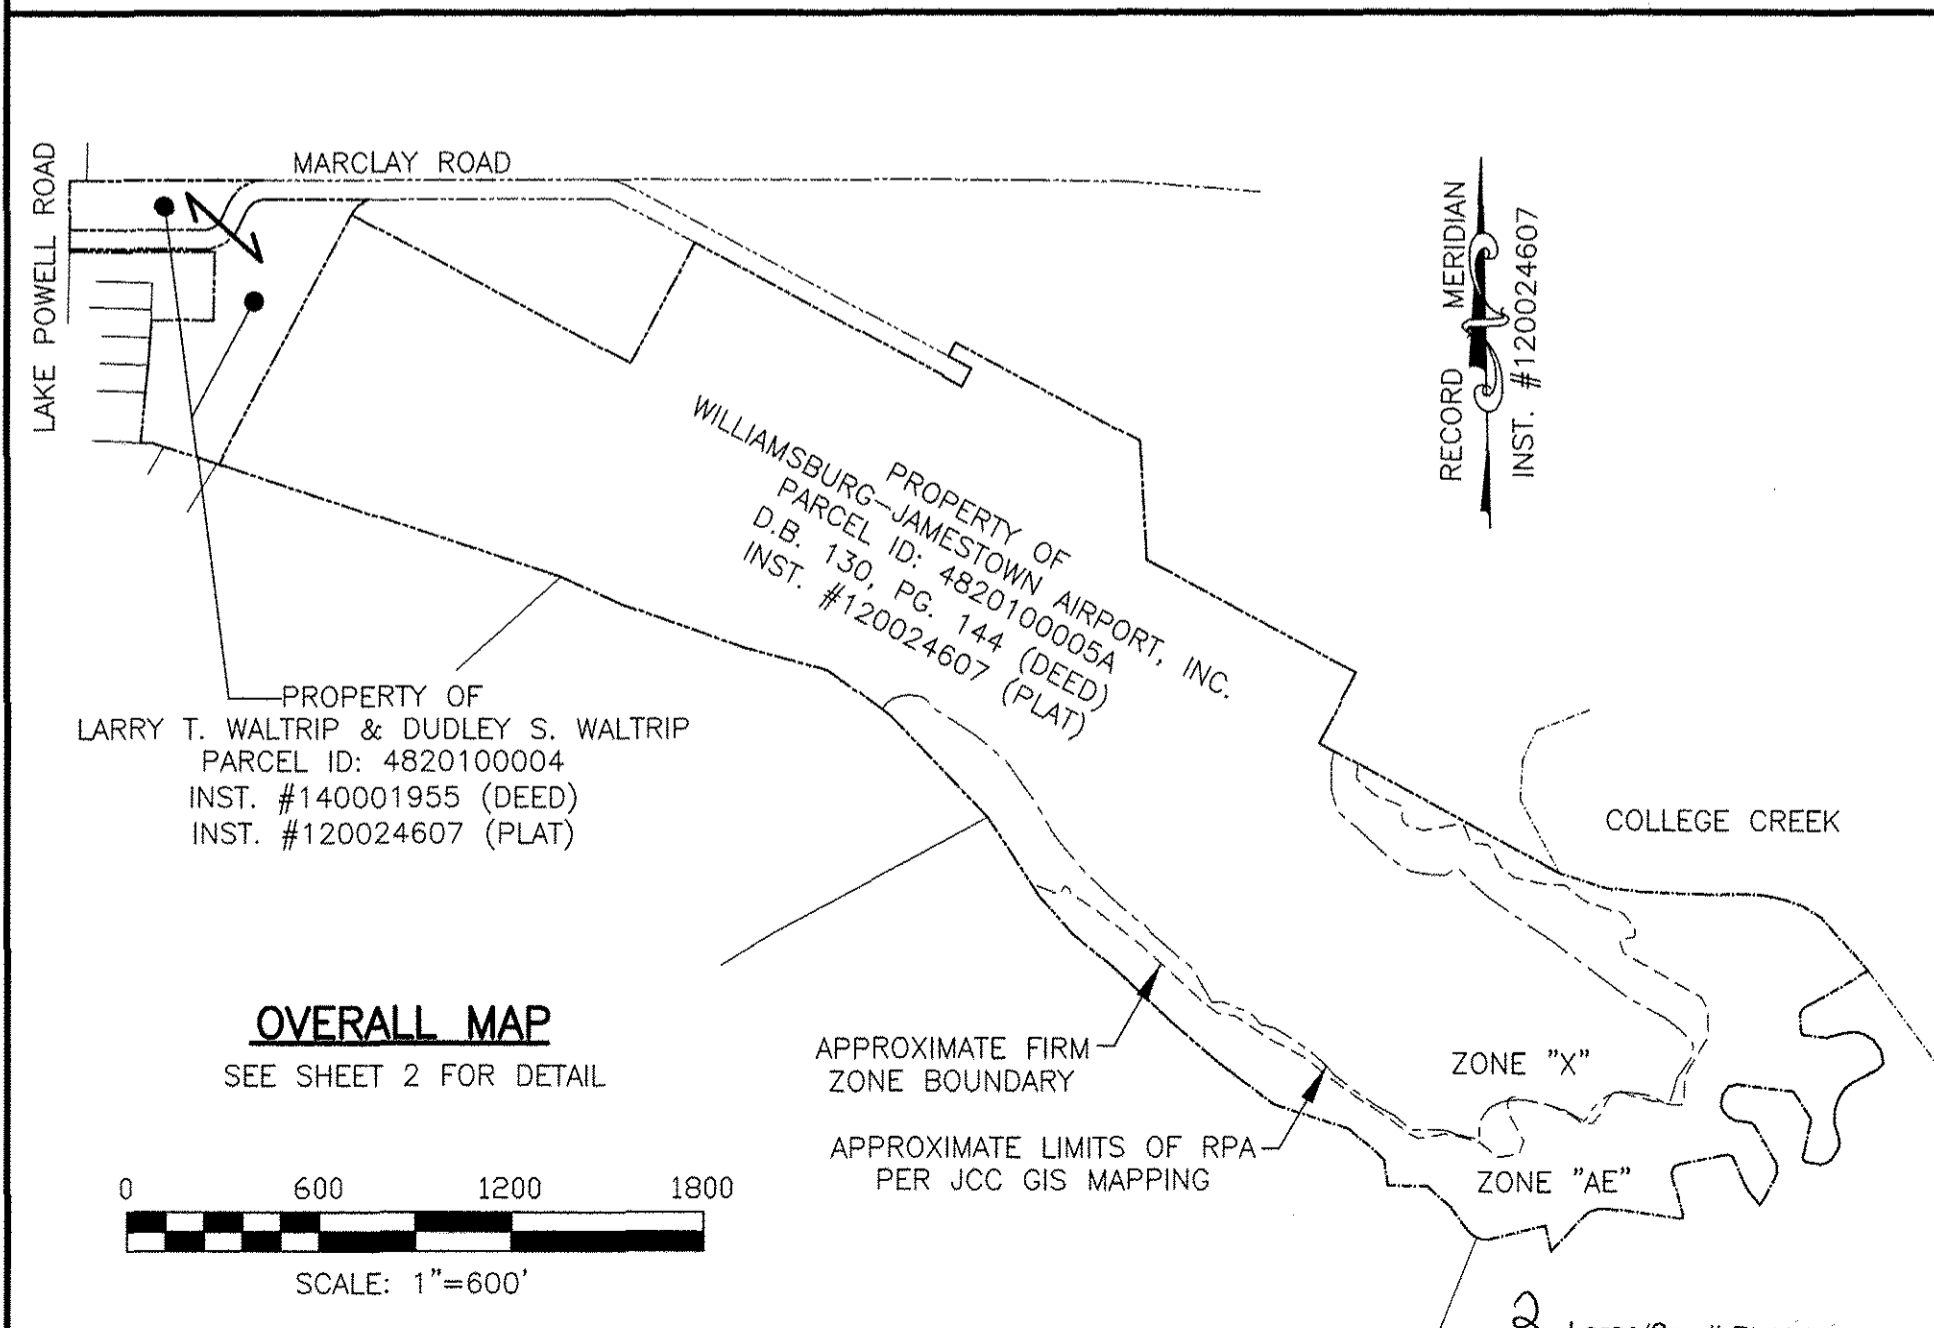 MARCLAY ROAD
LAKE POWELL ROAD
RECORD MERIDIAN
INST. #120024607
PROPERTY OF
WILLIAMSBURG-JAMESTOWN AIRPORT, INC.
PARCEL ID: 4820100005A
D.B. 130, PG. 144 (DEED)
INST. #120024607 (PLAT)
PROPERTY OF
LARRY T. WALTRIP & DUDLEY S. WALTRIP
PARCEL ID: 4820100004
INST. #140001955 (DEED)
INST. #120024607 (PLAT)
COLLEGE CREEK
OVERALL MAP
SEE SHEET 2 FOR DETAIL
APPROXIMATE FIRM
ZONE BOUNDARY
ZONE "X"
APPROXIMATE LIMITS OF RPA
PER JCC GIS MAPPING
ZONE "AE"
0 600 1200 1800
SCALE: 1"=600'
2